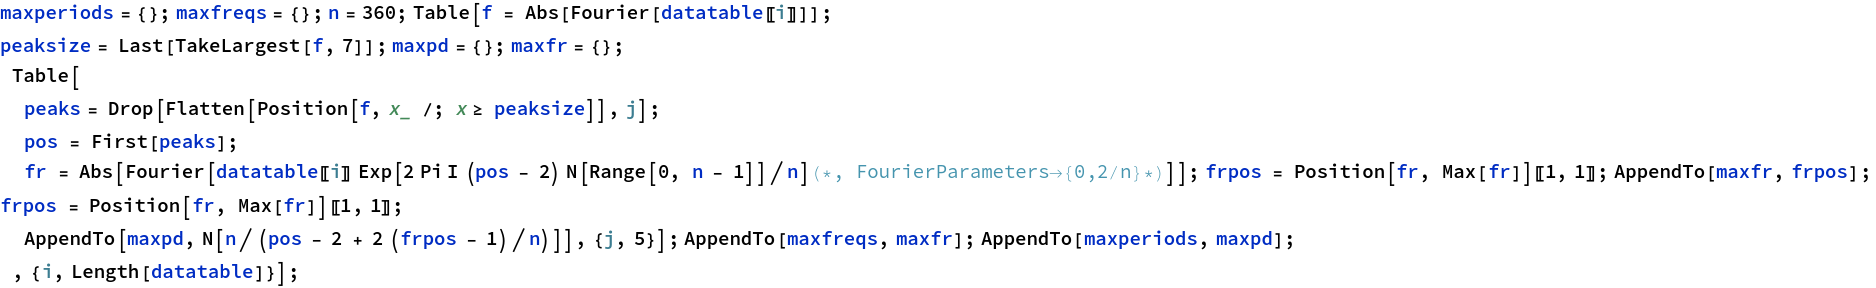 maxperiods = {}; maxfreqs = {}; n = 360; Table[f = Abs[Fourier[datatable〚i〛]];
peaksize = Last[TakeLargest[f, 7]]; maxpd = {}; maxfr = {};
Table[
peaks = Drop[Flatten[Position[f, x_ /; x ≥ peaksize]], j];
pos = First[peaks];
fr = Abs[Fourier[datatable〚i〛 Exp[2 Pi I (pos - 2) N[Range[0, n - 1]] / n](*, FourierParameters→{0,2/n}*)]]; frpos = Position[fr, Max[fr]]〚1, 1〛; AppendTo[maxfr, frpos];
frpos = Position[fr, Max[fr]]〚1, 1〛;
AppendTo[maxpd, N[n / (pos - 2 + 2 (frpos - 1) / n)]], {j, 5}]; AppendTo[maxfreqs, maxfr]; AppendTo[maxperiods, maxpd];
, {i, Length[datatable]}];